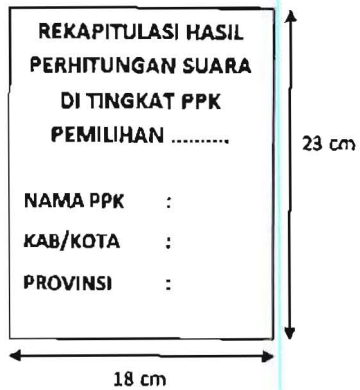 REKAPITULASI HASIL
PERHITUNGAN SUARA
DI TINGKAT PPK
PEMILIHAN ..........
NAMA PPK :
KAB/KOTA :
PROVINSI :
23 cm
18 cm